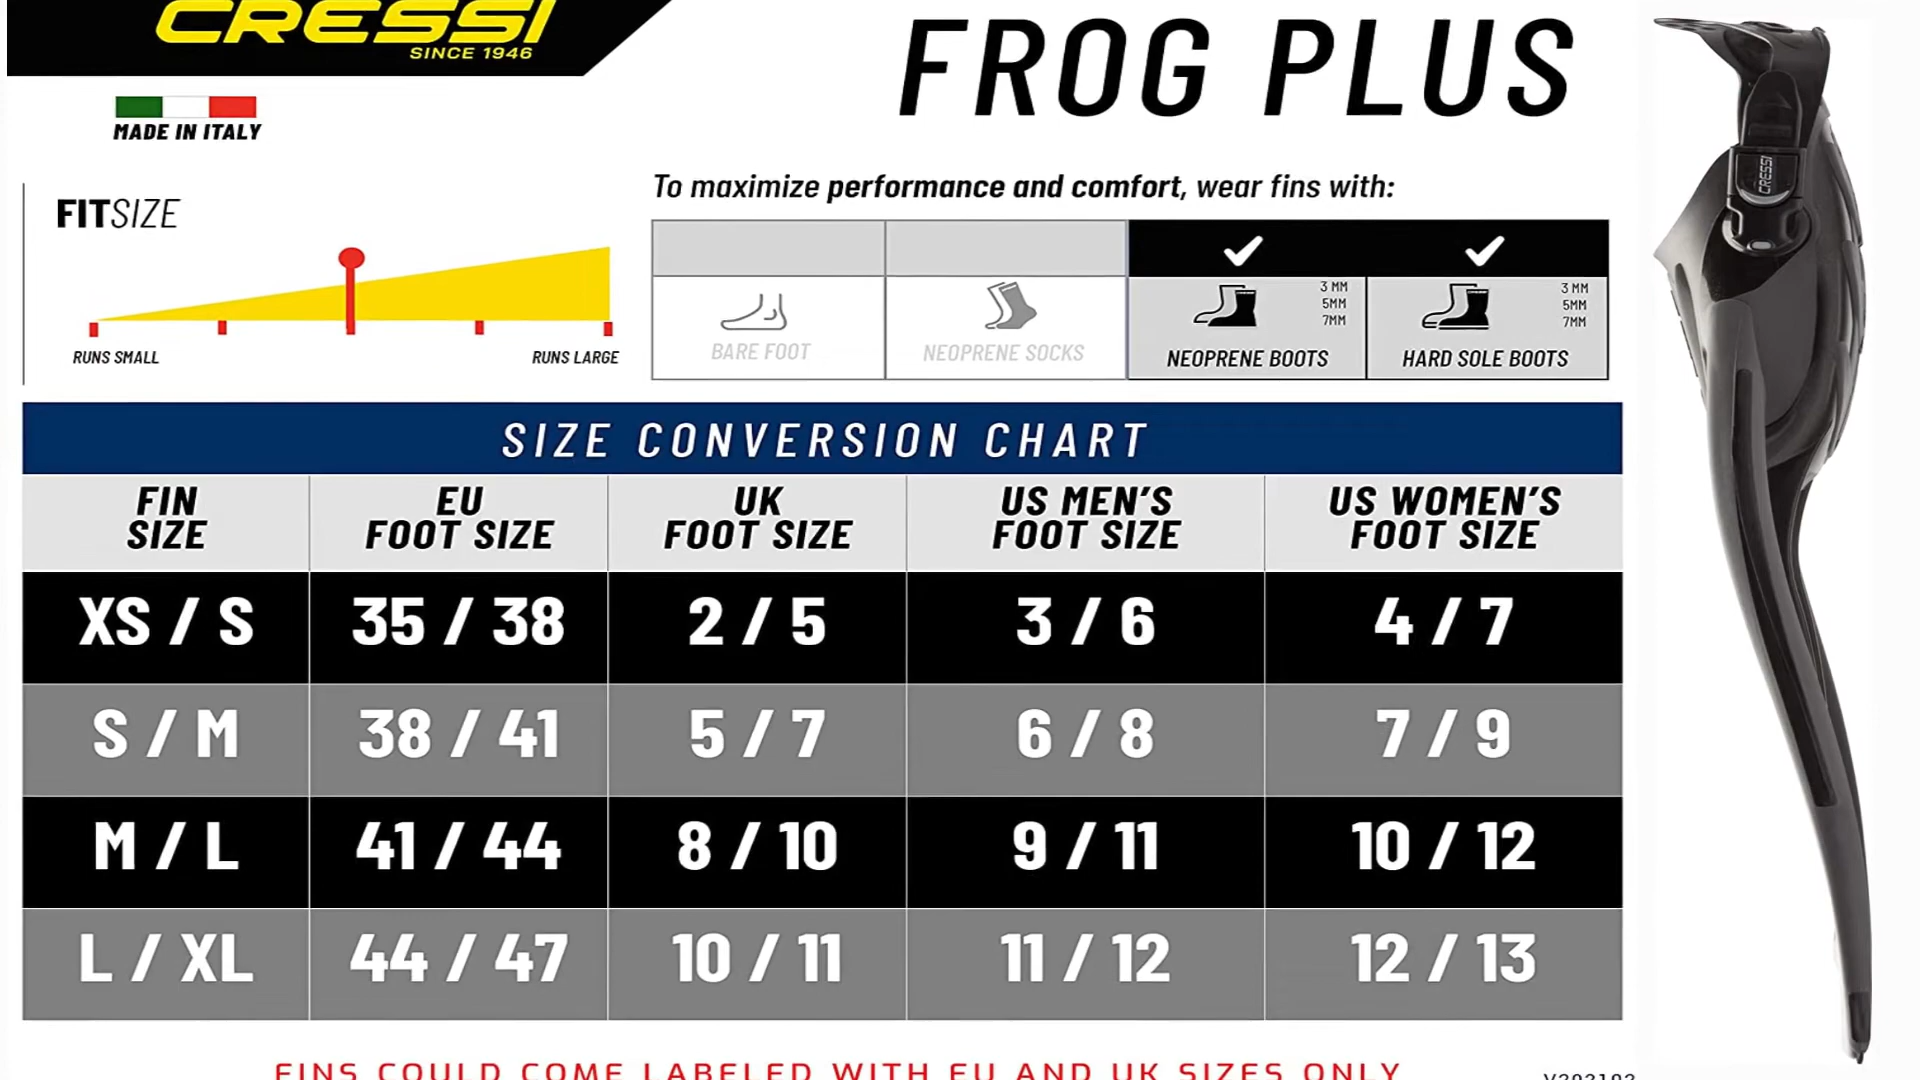 CRESSI
SINCE 1946
FROG PLUS
MADE IN ITALY
To maximize performance and comfort, wear fins with:
FITSIZE
RUNS SMALL
RUNS LARGE
BARE FOOT
NEOPRENE SOCKS
3 MM
5MM
7MM
NEOPRENE BOOTS
3 MM
5MM
7MM
HARD SOLE BOOTS
CRESSI
SIZE CONVERSION CHART
FIN SIZE EU FOOT SIZE UK FOOT SIZE US MEN'S FOOT SIZE US WOMEN'S FOOT SIZE
XS / S 35 / 38 2 / 5 3 / 6 4 / 7
S / M 38 / 41 5 / 7 6 / 8 7 / 9
M / L 41 / 44 8 / 10 9 / 11 10 / 12
L / XL 44 / 47 10 / 11 11 / 12 12 / 13
FINS COULD COME LABELED WITH EU AND UK SIZES ONLY